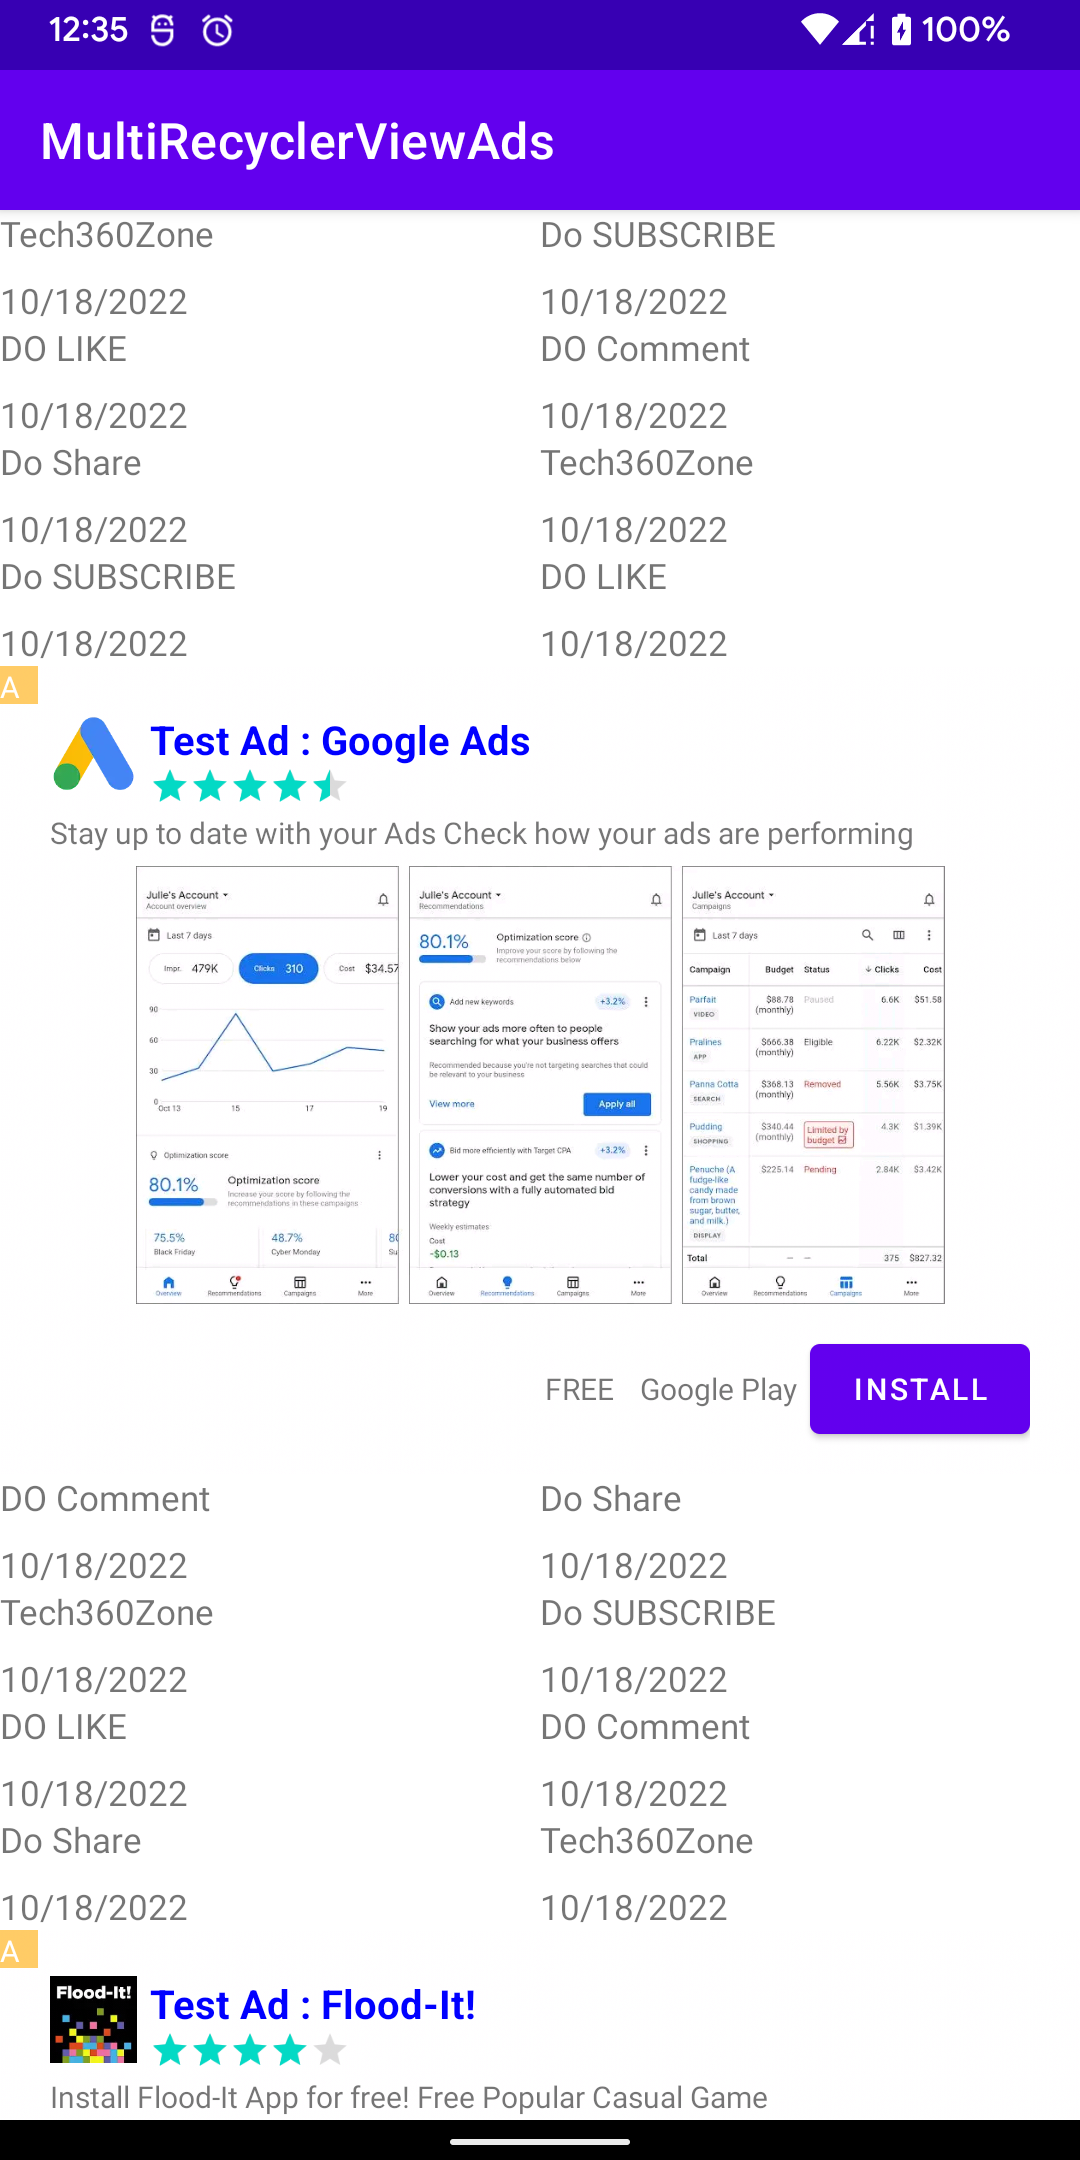 12:35 100%
MultiRecyclerViewAds
Tech360Zone Do SUBSCRIBE
10/18/2022 10/18/2022
DO LIKE DO Comment
10/18/2022 10/18/2022
Do Share Tech360Zone
10/18/2022 10/18/2022
Do SUBSCRIBE DO LIKE
10/18/2022 10/18/2022
A
Test Ad : Google Ads
Stay up to date with your Ads Check how your ads are performing
Julie's Account
Account overview
Last 7 days
Impr. 479K Clicks 310 Cost $34.57
90
60
30
0
Oct 13 15 17 19
Optimization score
80.1% Optimization score
Increase your score by following the
recommendations in these campaigns
75.5% 48.7% 80
Black Friday Cyber Monday Su
Overview Recommendations Campaigns More
Julie's Account
Recommendations
80.1% Optimization score
Improve your score by following the
recommendations below
Add new keywords +3.2%
Show your ads more often to people
searching for what your business offers
Recommended because you're not targeting searches that could
be relevant to your business
View more Apply all
Bid more efficiently with Target CPA +3.2%
Lower your cost and get the same number of
conversions with a fully automated bid
strategy
Weekly estimates
Cost
-$0.13
Overview Recommendations Campaigns More
Julie's Account
Campaigns
Last 7 days
Campaign Budget Status Clicks Cost
Parfait $88.78 Paused 6.6K $51.58
VIDEO (monthly)
Pralines $666.38 Eligible 6.22K $2.32K
APP (monthly)
Panna Cotta $368.13 Removed 5.56K $3.75K
SEARCH (monthly)
Pudding $340.44 Limited by 4.3K $1.39K
SHOPPING (monthly) budget
Penuche (A $225.14 Pending 2.84K $3.42K
fudge-like
candy made
from brown
sugar, butter,
and milk.)
DISPLAY
Total — — 375 $827.32
Overview Recommendations Campaigns More
FREE Google Play INSTALL
DO Comment Do Share
10/18/2022 10/18/2022
Tech360Zone Do SUBSCRIBE
10/18/2022 10/18/2022
DO LIKE DO Comment
10/18/2022 10/18/2022
Do Share Tech360Zone
10/18/2022 10/18/2022
A
Flood-It!
Test Ad : Flood-It!
Install Flood-It App for free! Free Popular Casual Game